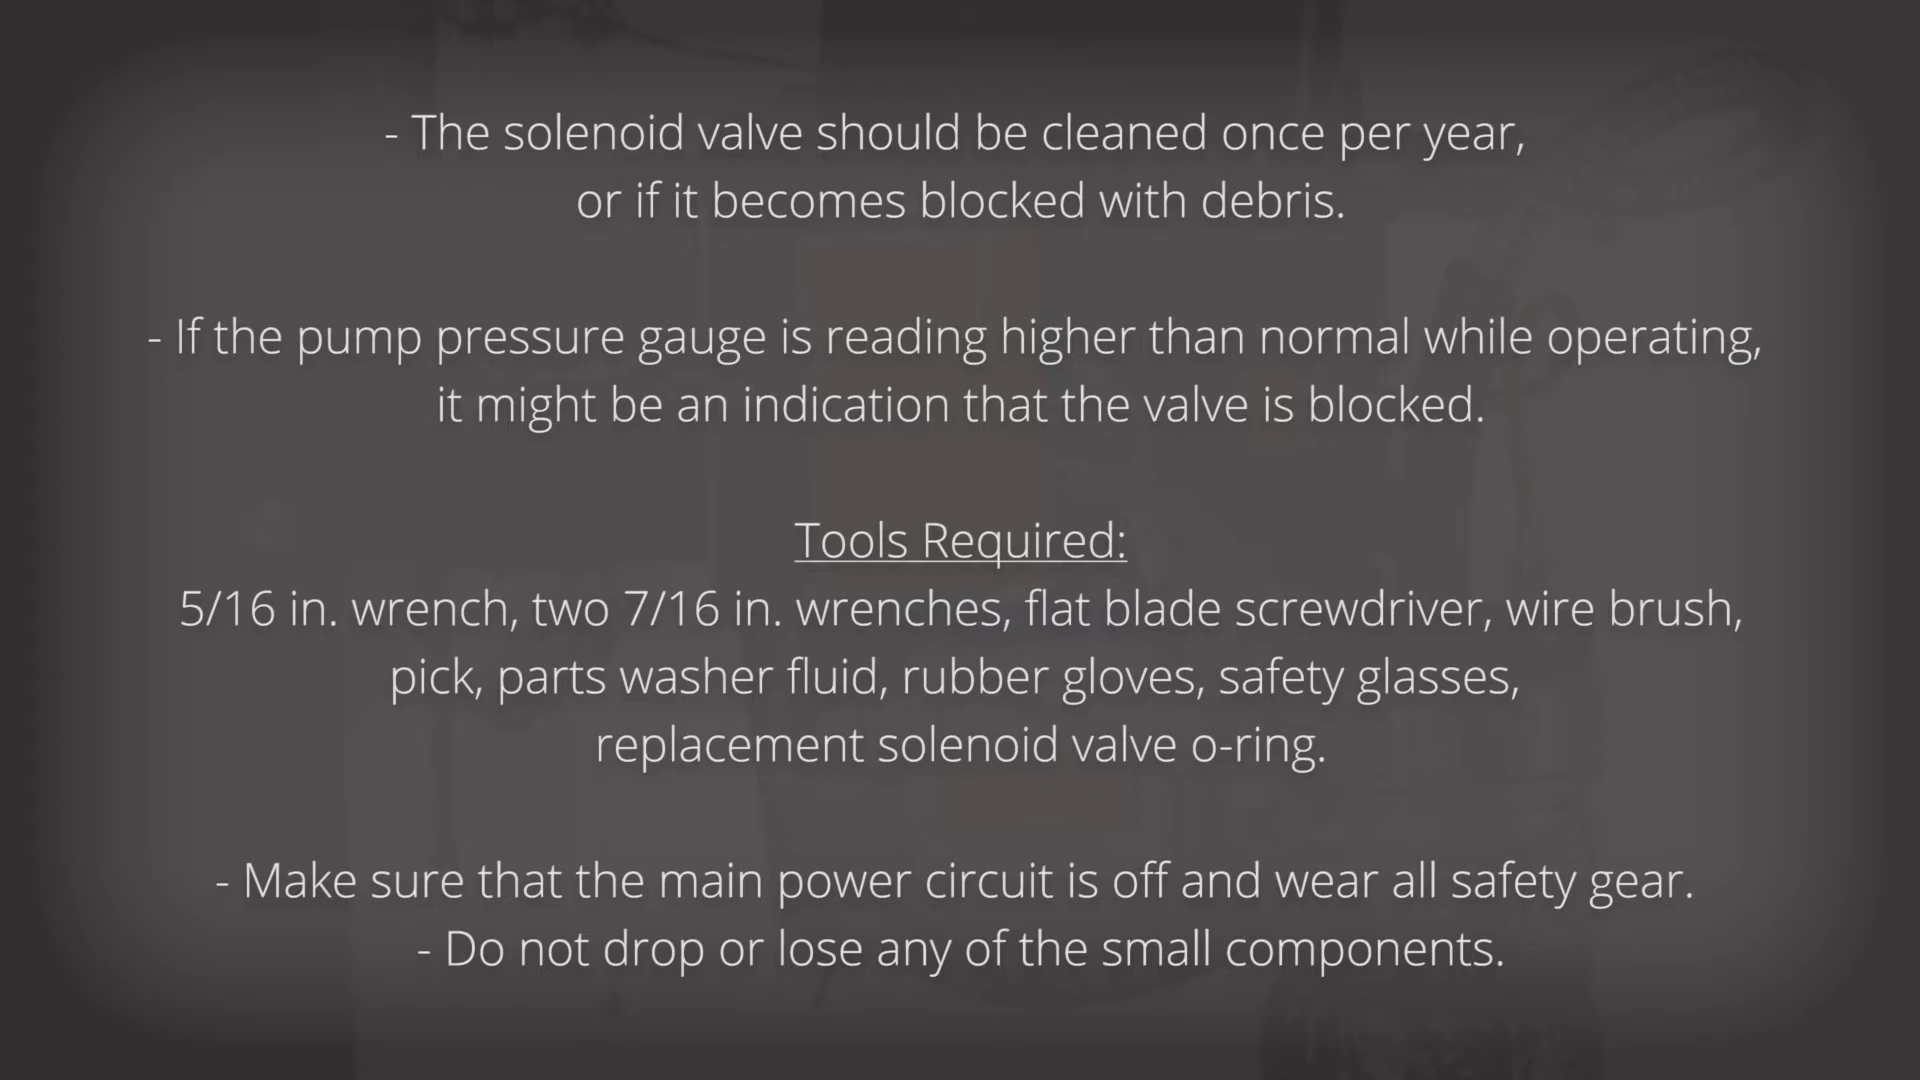 - The solenoid valve should be cleaned once per year,
or if it becomes blocked with debris.
- If the pump pressure gauge is reading higher than normal while operating,
it might be an indication that the valve is blocked.
Tools Required:
5/16 in. wrench, two 7/16 in. wrenches, flat blade screwdriver, wire brush,
pick, parts washer fluid, rubber gloves, safety glasses,
replacement solenoid valve o-ring.
- Make sure that the main power circuit is off and wear all safety gear.
- Do not drop or lose any of the small components.